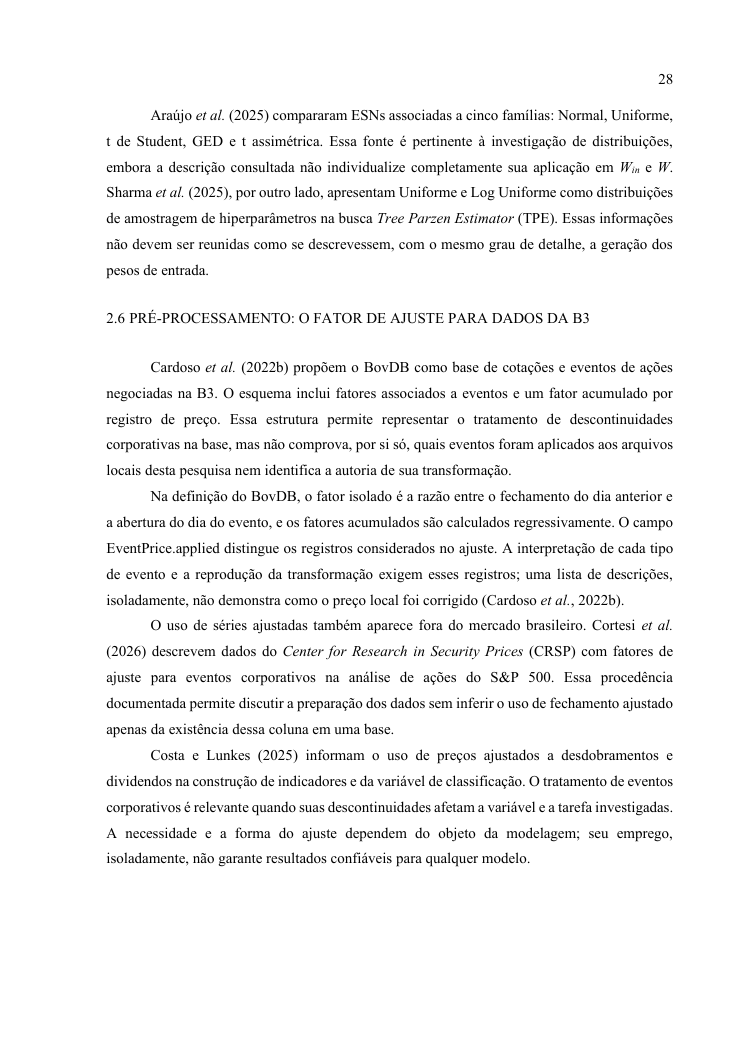 28
Araújo et al. (2025) compararam ESNs associadas a cinco famílias: Normal, Uniforme,
t de Student, GED e t assimétrica. Essa fonte é pertinente à investigação de distribuições,
embora a descrição consultada não individualize completamente sua aplicação em Win e W.
Sharma et al. (2025), por outro lado, apresentam Uniforme e Log Uniforme como distribuições
de amostragem de hiperparâmetros na busca Tree Parzen Estimator (TPE). Essas informações
não devem ser reunidas como se descrevessem, com o mesmo grau de detalhe, a geração dos
pesos de entrada.
2.6 PRÉ-PROCESSAMENTO: O FATOR DE AJUSTE PARA DADOS DA B3
Cardoso et al. (2022b) propõem o BovDB como base de cotações e eventos de ações
negociadas na B3. O esquema inclui fatores associados a eventos e um fator acumulado por
registro de preço. Essa estrutura permite representar o tratamento de descontinuidades
corporativas na base, mas não comprova, por si só, quais eventos foram aplicados aos arquivos
locais desta pesquisa nem identifica a autoria de sua transformação.
Na definição do BovDB, o fator isolado é a razão entre o fechamento do dia anterior e
a abertura do dia do evento, e os fatores acumulados são calculados regressivamente. O campo
EventPrice.applied distingue os registros considerados no ajuste. A interpretação de cada tipo
de evento e a reprodução da transformação exigem esses registros; uma lista de descrições,
isoladamente, não demonstra como o preço local foi corrigido (Cardoso et al., 2022b).
O uso de séries ajustadas também aparece fora do mercado brasileiro. Cortesi et al.
(2026) descrevem dados do Center for Research in Security Prices (CRSP) com fatores de
ajuste para eventos corporativos na análise de ações do S&P 500. Essa procedência
documentada permite discutir a preparação dos dados sem inferir o uso de fechamento ajustado
apenas da existência dessa coluna em uma base.
Costa e Lunkes (2025) informam o uso de preços ajustados a desdobramentos e
dividendos na construção de indicadores e da variável de classificação. O tratamento de eventos
corporativos é relevante quando suas descontinuidades afetam a variável e a tarefa investigadas.
A necessidade e a forma do ajuste dependem do objeto da modelagem; seu emprego,
isoladamente, não garante resultados confiáveis para qualquer modelo.